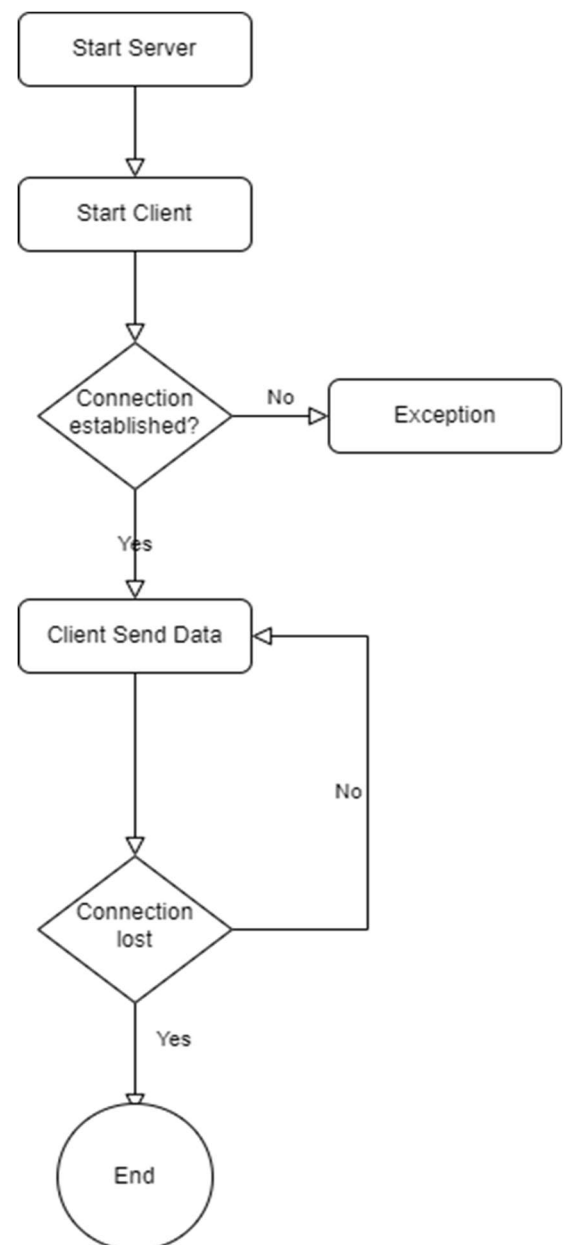 Start Server
Start Client
Connection
established?
No
Exception
Yes
Client Send Data
No
Connection
lost
Yes
End